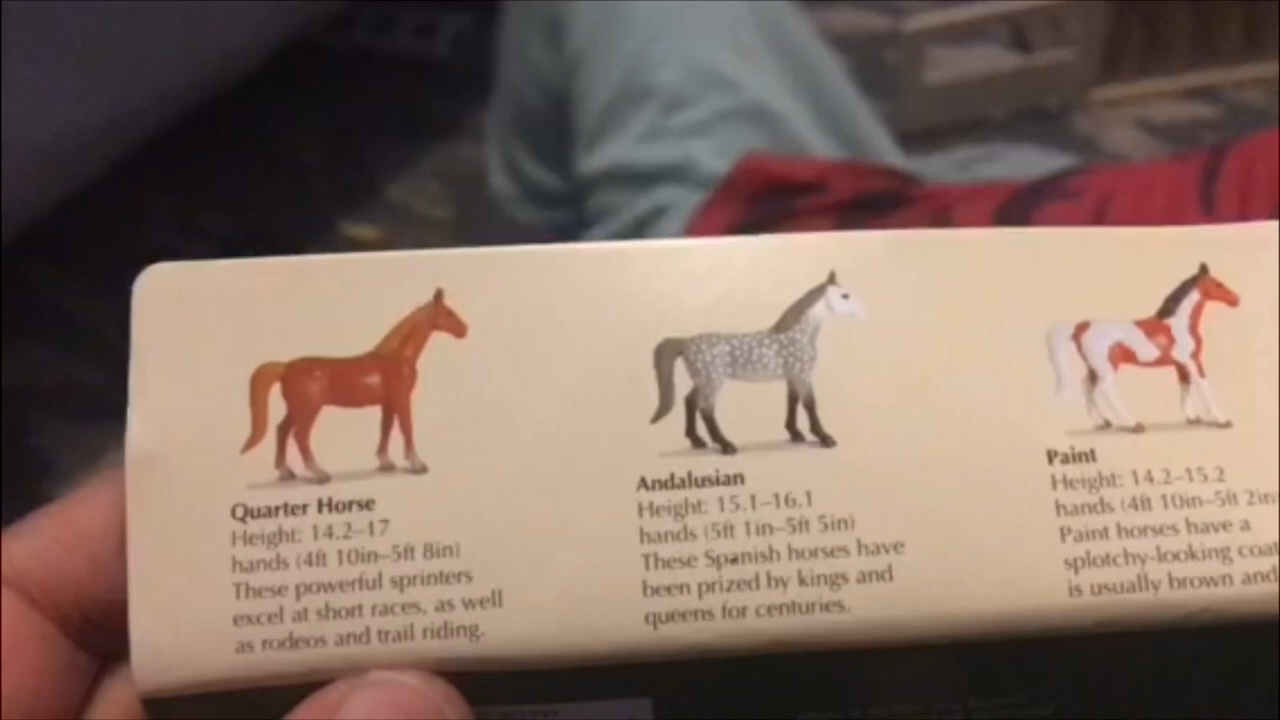 Quarter Horse
Height: 14.2–17
hands (4ft 10in–5ft 8in)
These powerful sprinters
excel at short races, as well
as rodeos and trail riding.
Andalusian
Height: 15.1–16.1
hands (5ft 1in–5ft 5in)
These Spanish horses have
been prized by kings and
queens for centuries.
Paint
Height: 14.2–15.2
hands (4ft 10in–5ft 2in
Paint horses have a
splotchy-looking coat
is usually brown and